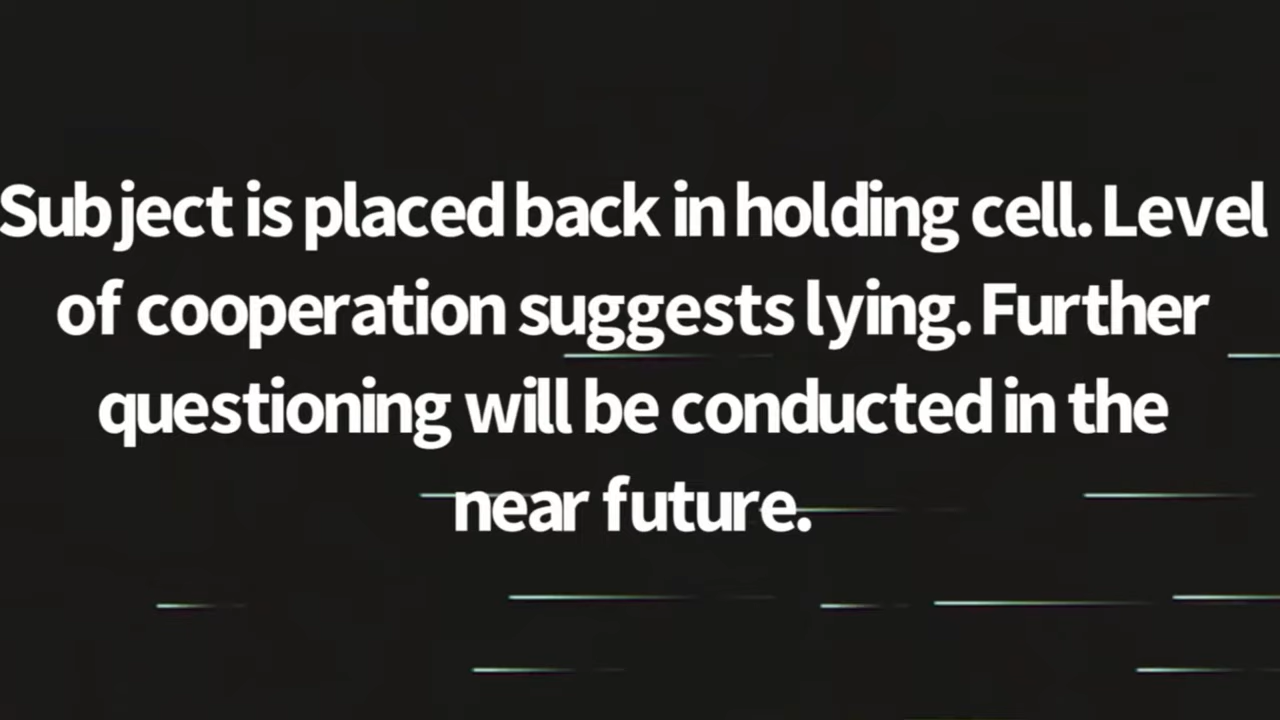 Subject is placed back in holding cell. Level
of cooperation suggests lying. Further
questioning will be conducted in the
near future.